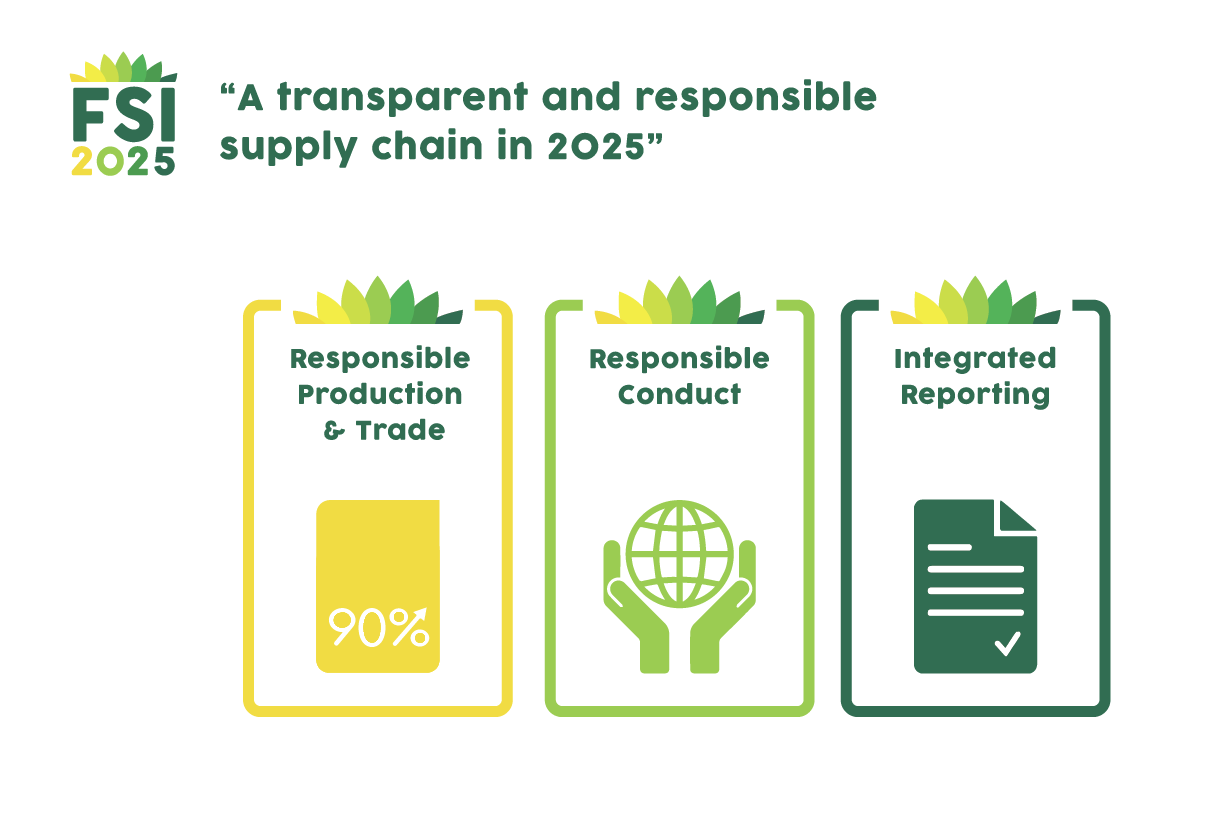 FSI
2025
“A transparent and responsible
supply chain in 2025”
Responsible
Production
& Trade
90%
Responsible
Conduct
Integrated
Reporting